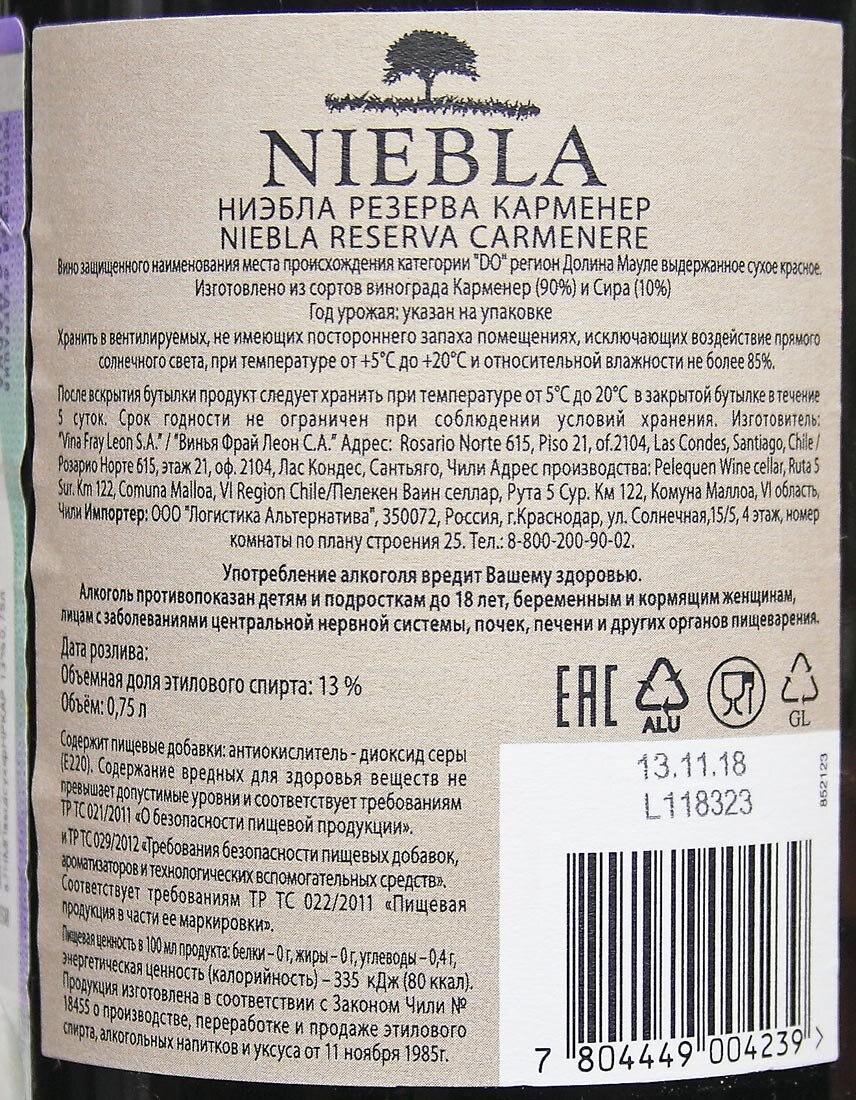 NIEBLA
НИЭБЛА РЕЗЕРВА КАРМЕНЕР
NIEBLA RESERVA CARMENERE
Вино защищенного наименования места происхождения категории "DO" регион Долина Мауле выдержанное сухое красное.
Изготовлено из сортов винограда Карменер (90%) и Сира (10%)
Год урожая: указан на упаковке
Хранить в вентилируемых, не имеющих постороннего запаха помещениях, исключающих воздействие прямого
солнечного света, при температуре от +5°С до +20°С и относительной влажности не более 85%.
После вскрытия бутылки продукт следует хранить при температуре от 5°С до 20°С в закрытой бутылке в течение
5 суток. Срок годности не ограничен при соблюдении условий хранения. Изготовитель:
"Vina Fray Leon S.A." / "Винья Фрай Леон С.А." Адрес: Rosario Norte 615, Piso 21, of.2104, Las Condes, Santiago, Chile /
Розарио Норте 615, этаж 21, оф. 2104, Лас Кондес, Сантьяго, Чили Адрес производства: Pelequen Wine cellar, Ruta 5
Sur. Km 122, Comuna Malloa, VI Region Chile/Пелекен Ваин селлар, Рута 5 Сур. Км 122, Комуна Маллоа, VI область,
Чили Импортер: ООО "Логистика Альтернатива", 350072, Россия, г.Краснодар, ул. Солнечная,15/5, 4 этаж, номер
комнаты по плану строения 25. Тел.: 8-800-200-90-02.
Употребление алкоголя вредит Вашему здоровью.
Алкоголь противопоказан детям и подросткам до 18 лет, беременным и кормящим женщинам,
лицам с заболеваниями центральной нервной системы, почек, печени и других органов пищеварения.
Дата розлива:
Объемная доля этилового спирта: 13 %
Объём: 0,75 л
EAC
ALU
GL
Содержит пищевые добавки: антиокислитель - диоксид серы
(Е220). Содержание вредных для здоровья веществ не
превышает допустимые уровни и соответствует требованиям
ТР ТС 021/2011 «О безопасности пищевой продукции».
и ТР ТС 029/2012 «Требования безопасности пищевых добавок,
ароматизаторов и технологических вспомогательных средств».
Соответствует требованиям ТР ТС 022/2011 «Пищевая
продукция в части ее маркировки».
Пищевая ценность в 100 мл продукта: белки – 0 г, жиры – 0 г, углеводы – 0,4 г,
энергетическая ценность (калорийность) – 335 кДж (80 ккал).
Продукция изготовлена в соответствии с Законом Чили №
18455 о производстве, переработке и продаже этилового
спирта, алкогольных напитков и уксуса от 11 ноября 1985г.
13.11.18
L118323
852123
7 804449 004239 >